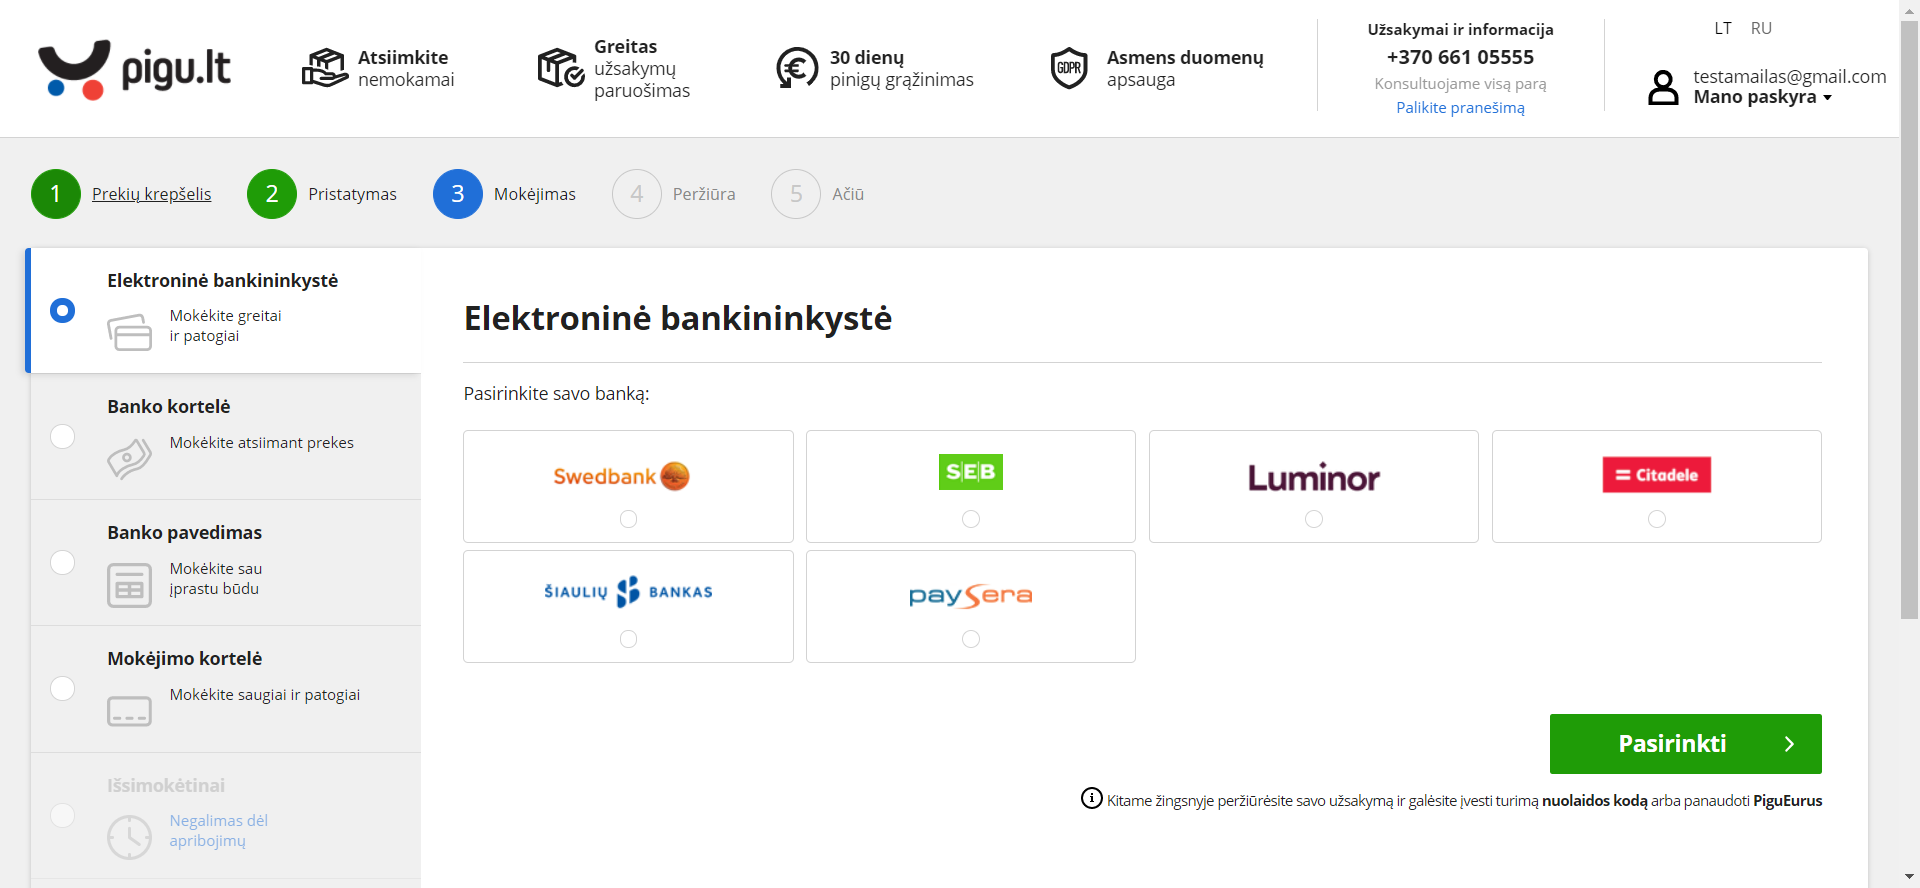 pigu.lt
Atsiimkite
nemokamai
Greitas
užsakymų
paruošimas
30 dienų
pinigų grąžinimas
GDPR
Asmens duomenų
apsauga
Užsakymai ir informacija
+370 661 05555
Konsultuojame visą parą
Palikite pranešimą
LT RU
testamailas@gmail.com
Mano paskyra
1 Prekių krepšelis 2 Pristatymas 3 Mokėjimas 4 Peržiūra 5 Ačiū
Elektroninė bankininkystė
Mokėkite greitai
ir patogiai
Banko kortelė
Mokėkite atsiimant prekes
Banko pavedimas
Mokėkite sau
įprastu būdu
Mokėjimo kortelė
Mokėkite saugiai ir patogiai
Išsimokėtinai
Negalimas dėl
apribojimų
Elektroninė bankininkystė
Pasirinkite savo banką:
Swedbank
SEB
Luminor
Citadele
ŠIAULIŲ BANKAS
paysera
Pasirinkti
Kitame žingsnyje peržiūrėsite savo užsakymą ir galėsite įvesti turimą nuolaidos kodą arba panaudoti PiguEurus